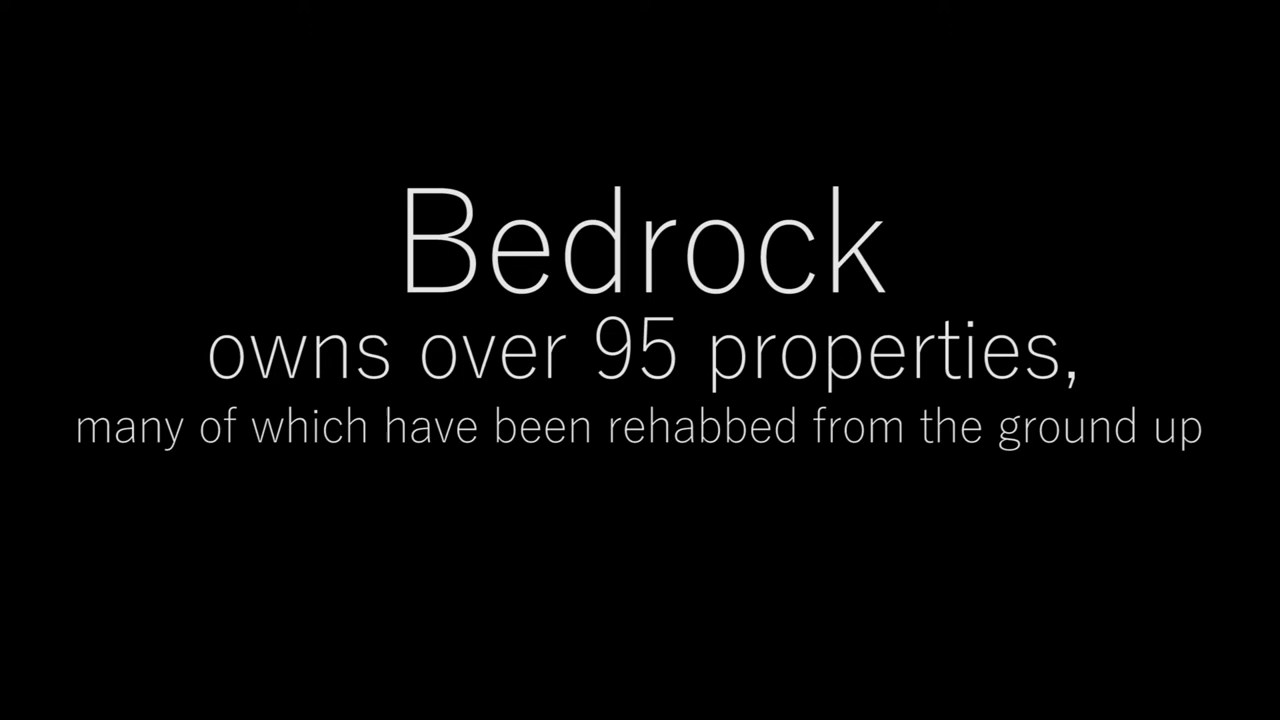 Bedrock
owns over 95 properties,
many of which have been rehabbed from the ground up